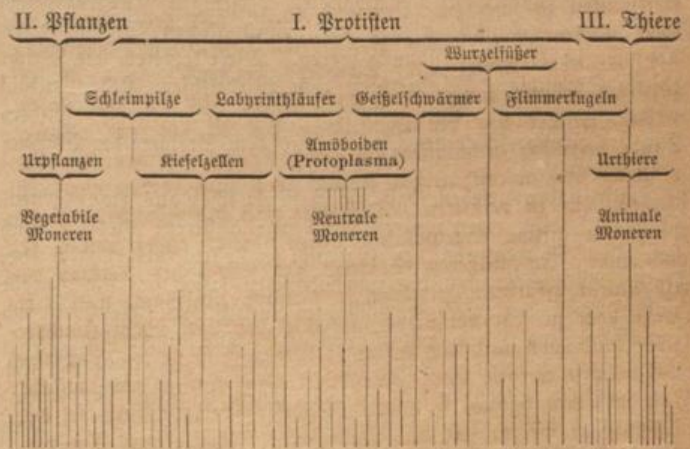 II. Pflanzen I. Protisten III. Thiere
Wurzelfüßer
Schleimpilze Labyrinthläufer Geißelschwärmer Flimmerkugeln
Urpflanzen Kieselzellen Amöboiden (Protoplasma) Urthiere
Vegetabile Moneren Neutrale Moneren Animale Moneren